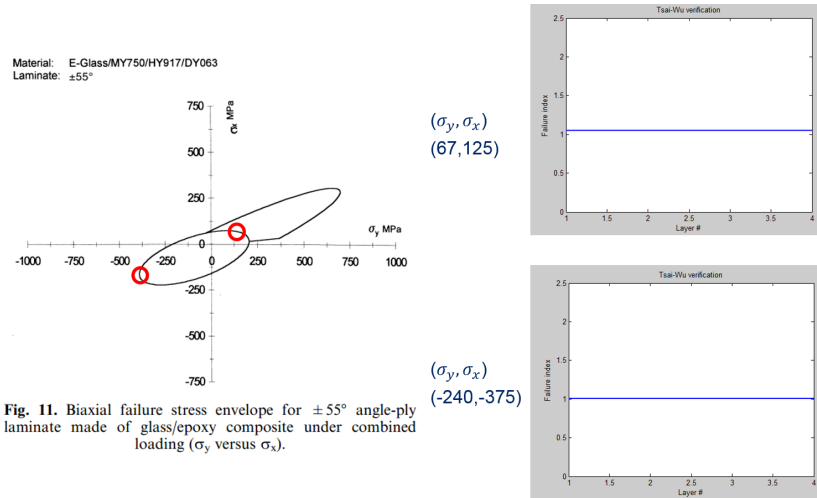 Material: E-Glass/MY750/HY917/DY063
Laminate: ±55°
750
σx MPa
500
250
σy MPa
0
-1000 -750 -500 -250 0 250 500 750 1000
-250
-500
-750
Fig. 11. Biaxial failure stress envelope for ±55° angle-ply
laminate made of glass/epoxy composite under combined
loading (σy versus σx).
(σy, σx)
(67,125)
Tsai-Wu verification
Failure index
2.5
2
1.5
1
0.5
0
1 1.5 2 2.5 3 3.5 4
Layer #
(σy, σx)
(-240,-375)
Tsai-Wu verification
Failure index
2.5
2
1.5
1
0.5
0
1 1.5 2 2.5 3 3.5 4
Layer #